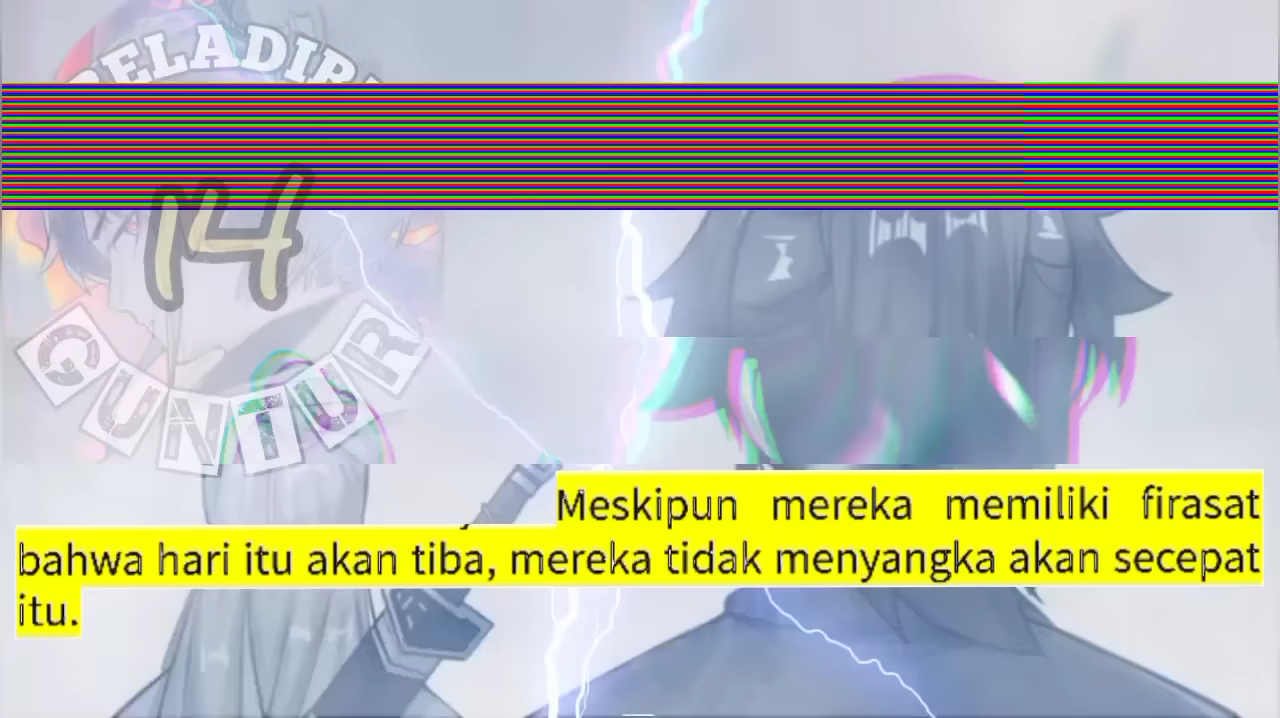 14
GUNTUR
Meskipun mereka memiliki firasat
bahwa hari itu akan tiba, mereka tidak menyangka akan secepat
itu.